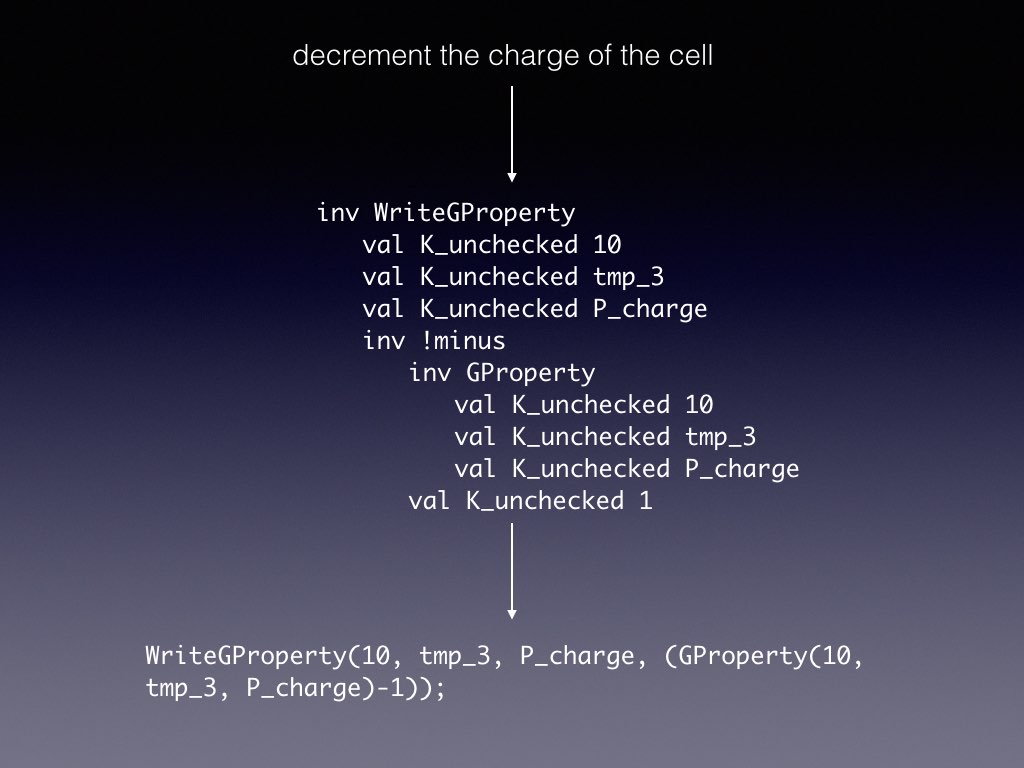 decrement the charge of the cell
inv WriteGProperty
val K_unchecked 10
val K_unchecked tmp_3
val K_unchecked P_charge
inv !minus
inv GProperty
val K_unchecked 10
val K_unchecked tmp_3
val K_unchecked P_charge
val K_unchecked 1
WriteGProperty(10, tmp_3, P_charge, (GProperty(10,
tmp_3, P_charge)-1));